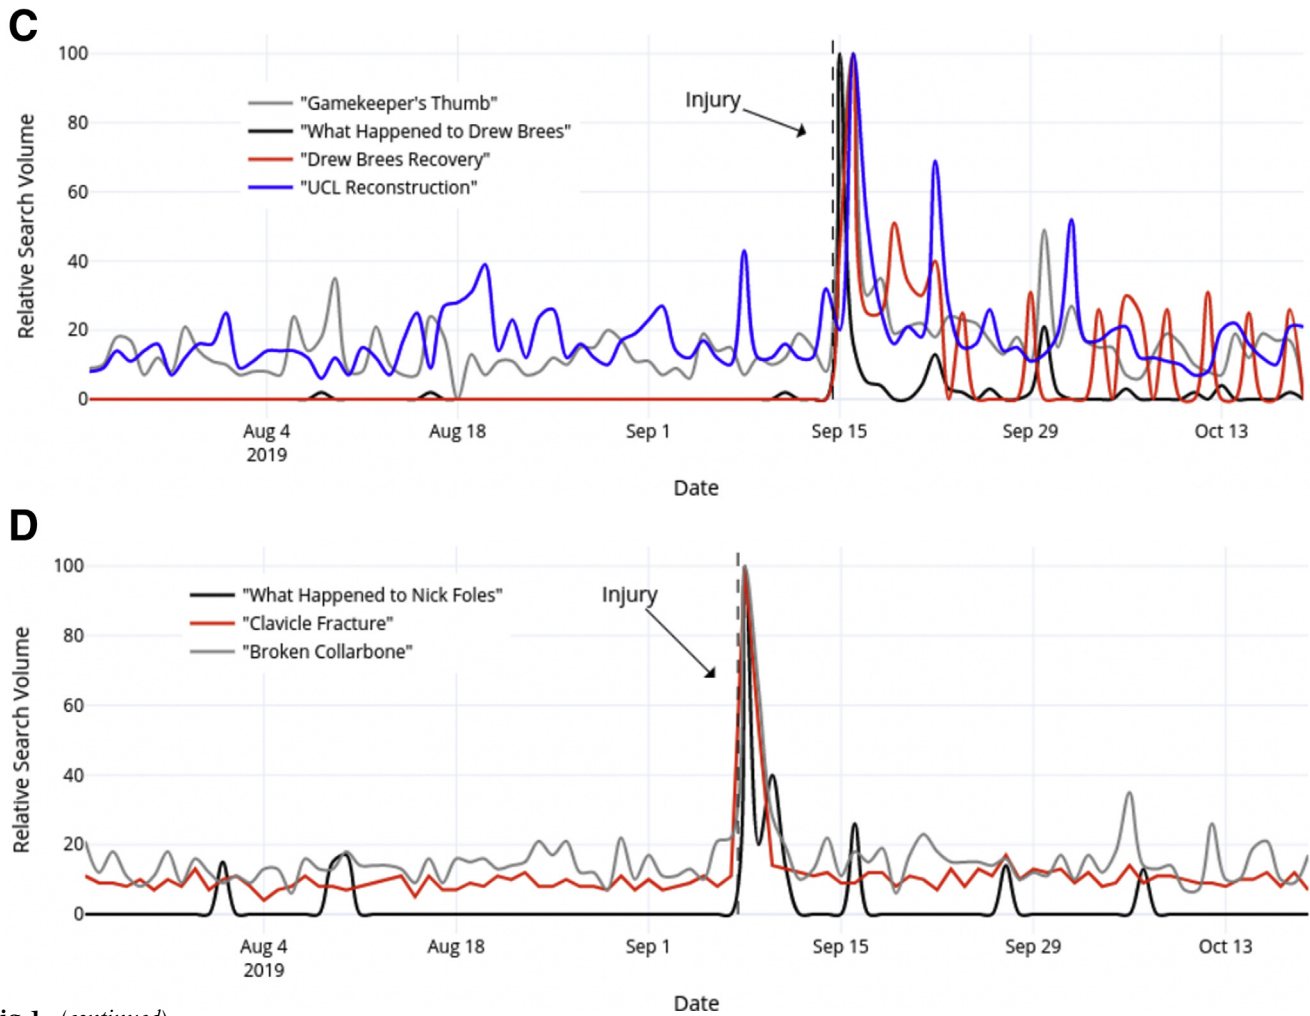 C
100
80
60
40
20
0
Relative Search Volume
"Gamekeeper's Thumb"
"What Happened to Drew Brees"
"Drew Brees Recovery"
"UCL Reconstruction"
Injury
Aug 4
2019
Aug 18
Sep 1
Sep 15
Sep 29
Oct 13
Date
D
100
80
60
40
20
0
Relative Search Volume
"What Happened to Nick Foles"
"Clavicle Fracture"
"Broken Collarbone"
Injury
Aug 4
2019
Aug 18
Sep 1
Sep 15
Sep 29
Oct 13
Date